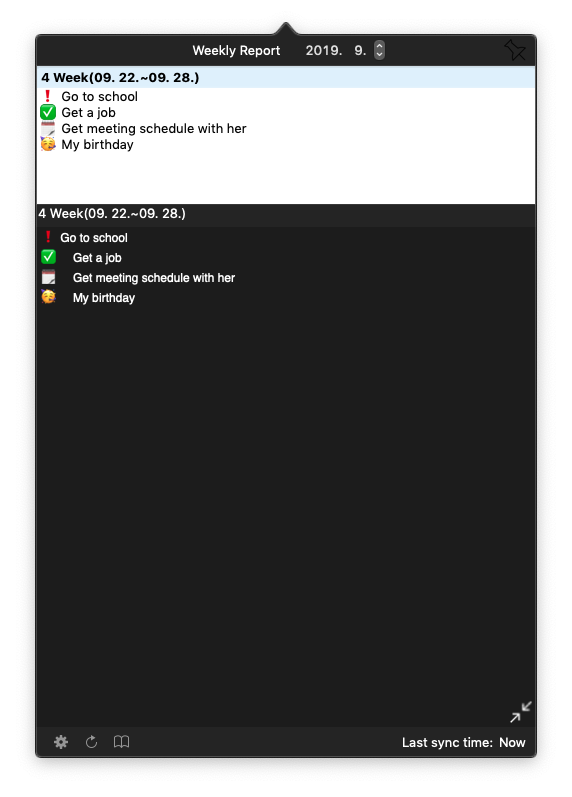 Weekly Report 2019. 9.
4 Week(09. 22.~09. 28.)
❗ Go to school
✅ Get a job
🗓 Get meeting schedule with her
🥳 My birthday
4 Week(09. 22.~09. 28.)
❗ Go to school
✅ Get a job
🗓 Get meeting schedule with her
🥳 My birthday
Last sync time: Now